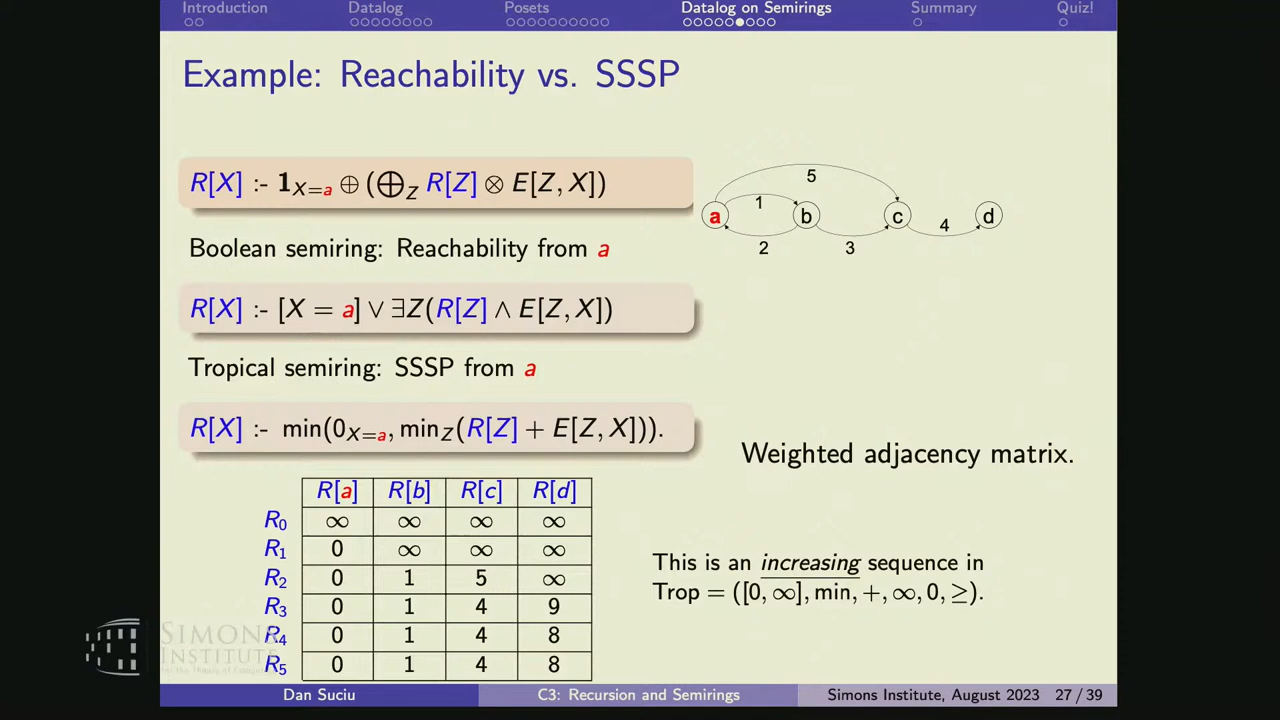 Introduction Datalog Posets Datalog on Semirings Summary Quiz!
Example: Reachability vs. SSSP
R[X] :- 1_{X=a} ⊕ (⊕_Z R[Z] ⊗ E[Z, X])
Boolean semiring: Reachability from a
R[X] :- [X = a] ∨ ∃Z(R[Z] ∧ E[Z, X])
Tropical semiring: SSSP from a
R[X] :- min(0_{X=a}, min_Z(R[Z] + E[Z, X])).
5
1
a b c d
2 3 4
Weighted adjacency matrix.
R[a] R[b] R[c] R[d]
R_0 ∞ ∞ ∞ ∞
R_1 0 ∞ ∞ ∞
R_2 0 1 5 ∞
R_3 0 1 4 9
R_4 0 1 4 8
R_5 0 1 4 8
This is an increasing sequence in
Trop = ([0, ∞], min, +, ∞, 0, ≥).
SIMONS
INSTITUTE
Dan Suciu C3: Recursion and Semirings Simons Institute, August 2023 27 / 39